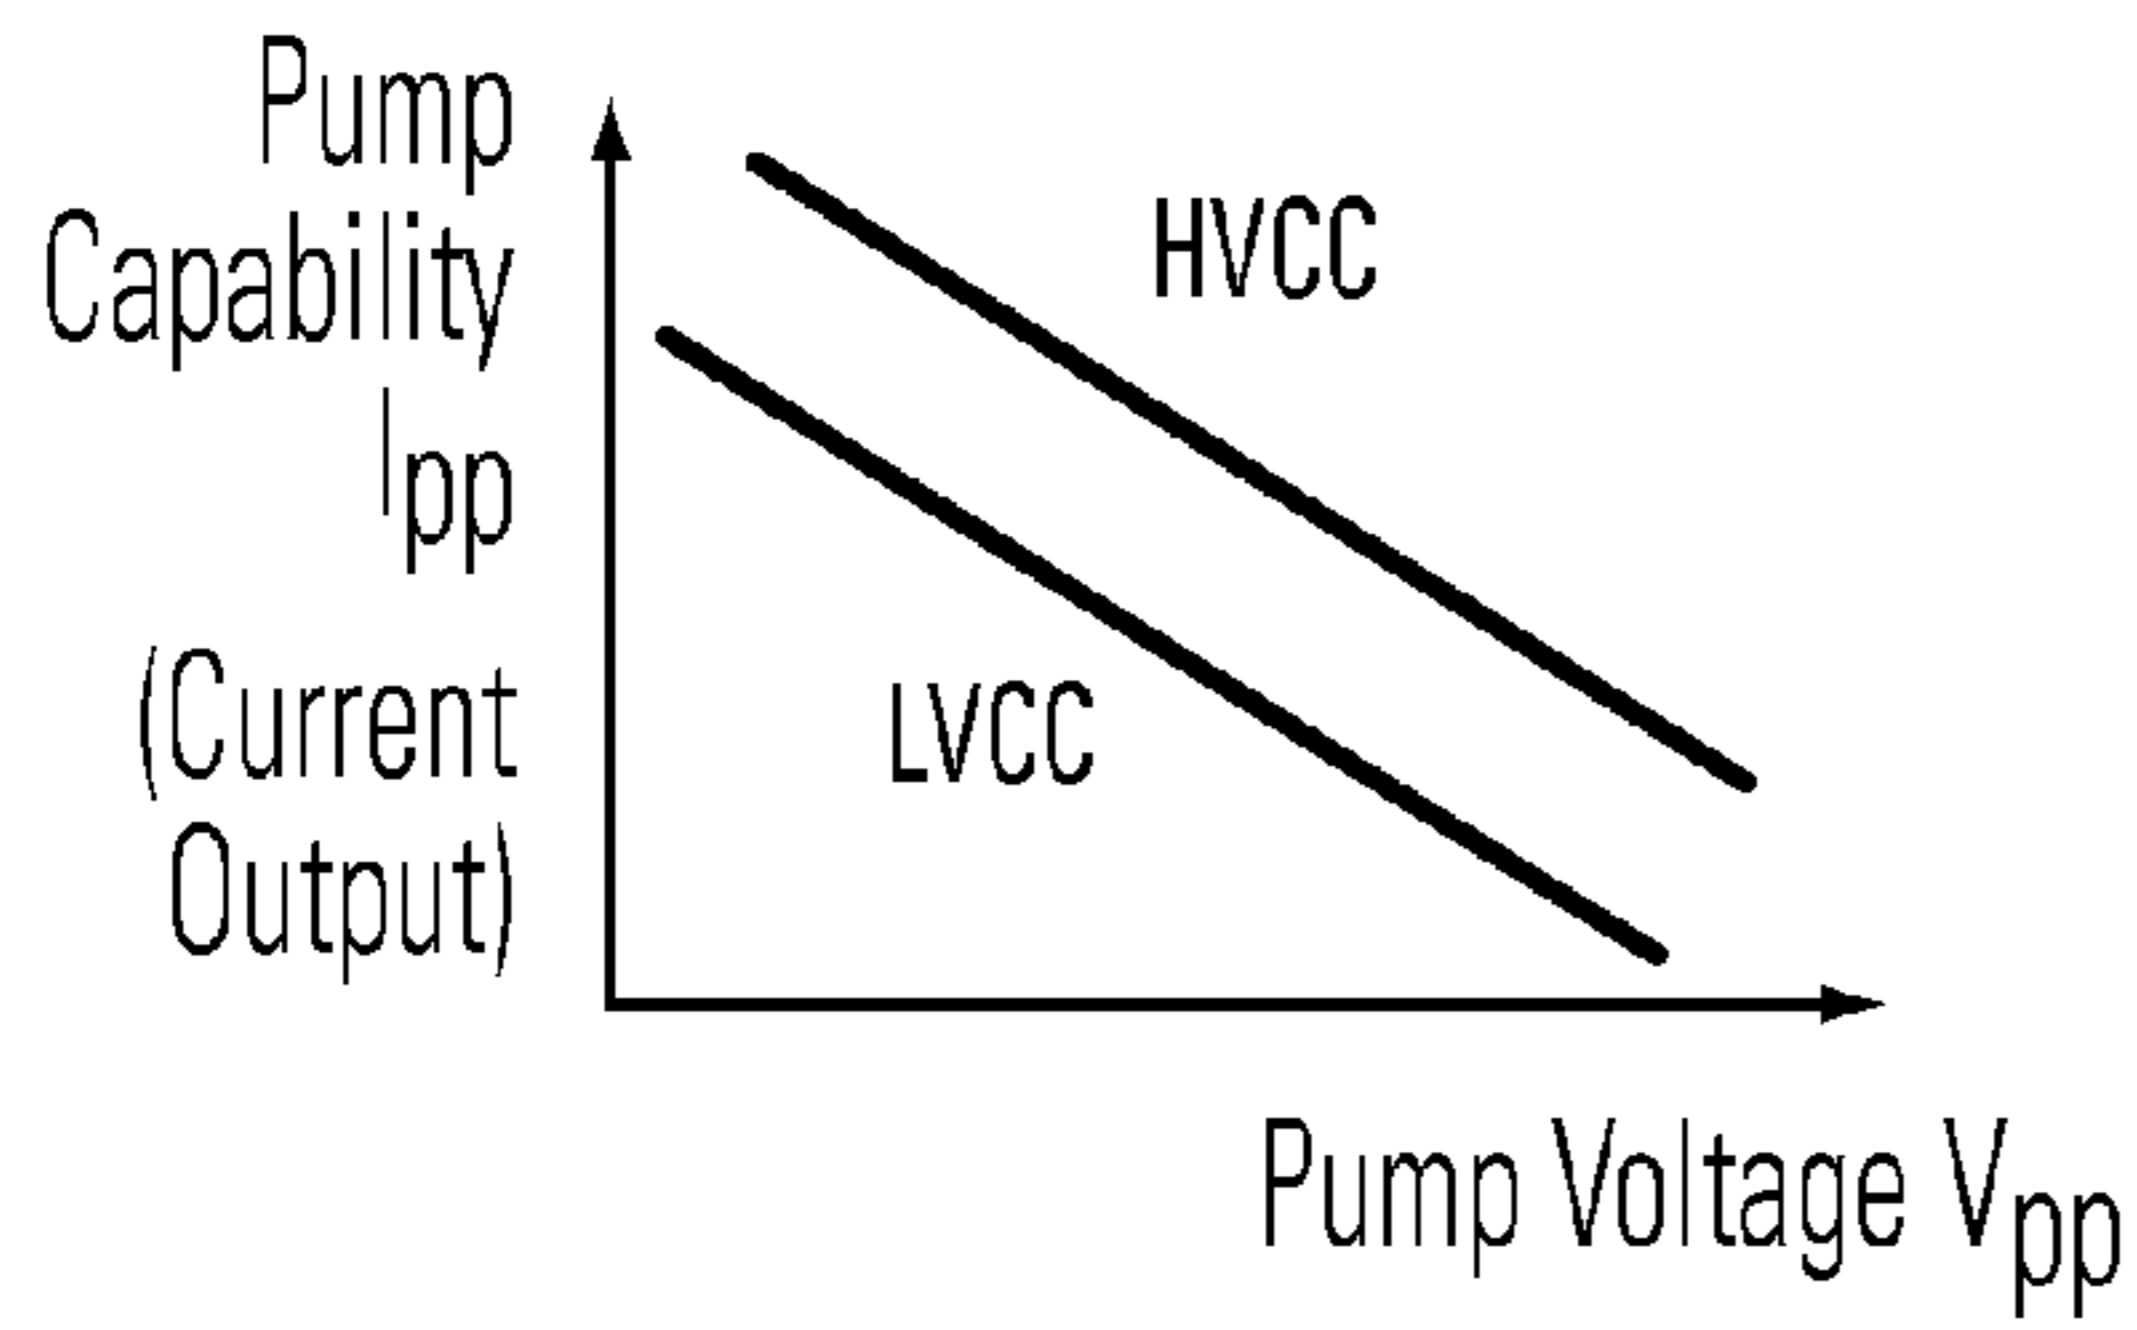 Pump
Capability
Ipp
(Current
Output)
HVCC
LVCC
Pump Voltage Vpp